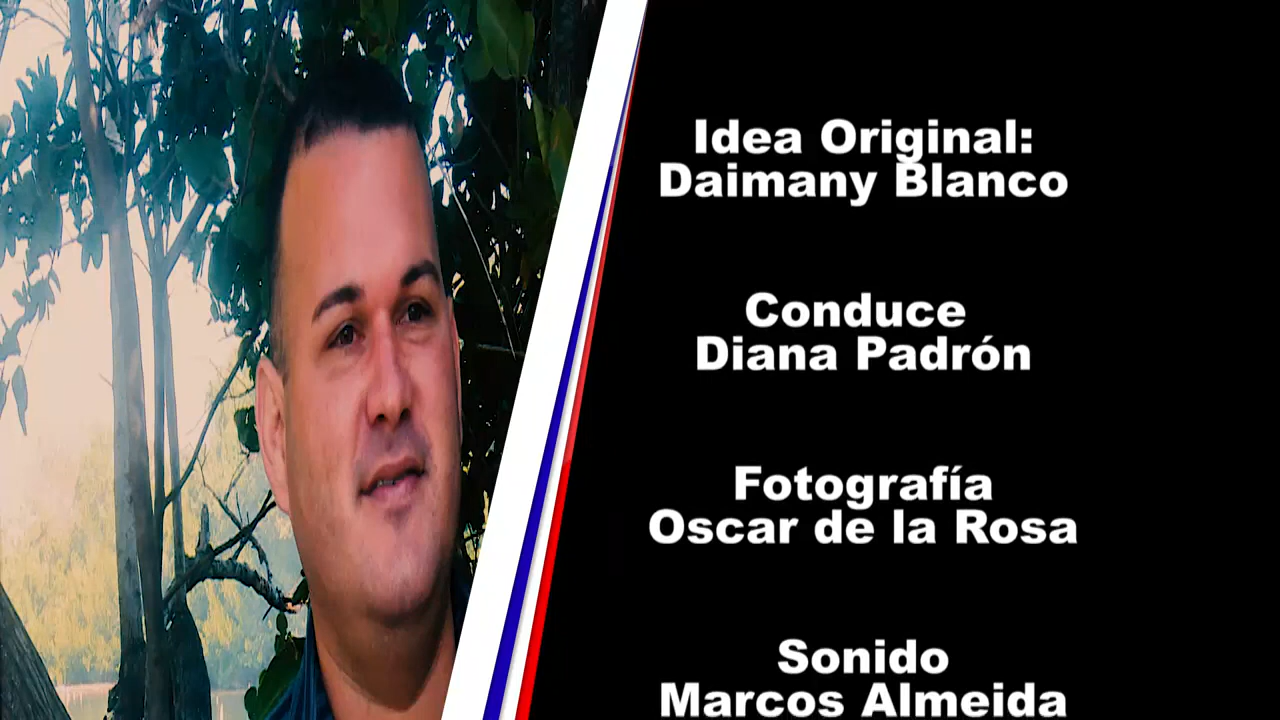 Idea Original:
Daimany Blanco
Conduce
Diana Padrón
Fotografía
Oscar de la Rosa
Sonido
Marcos Almeida